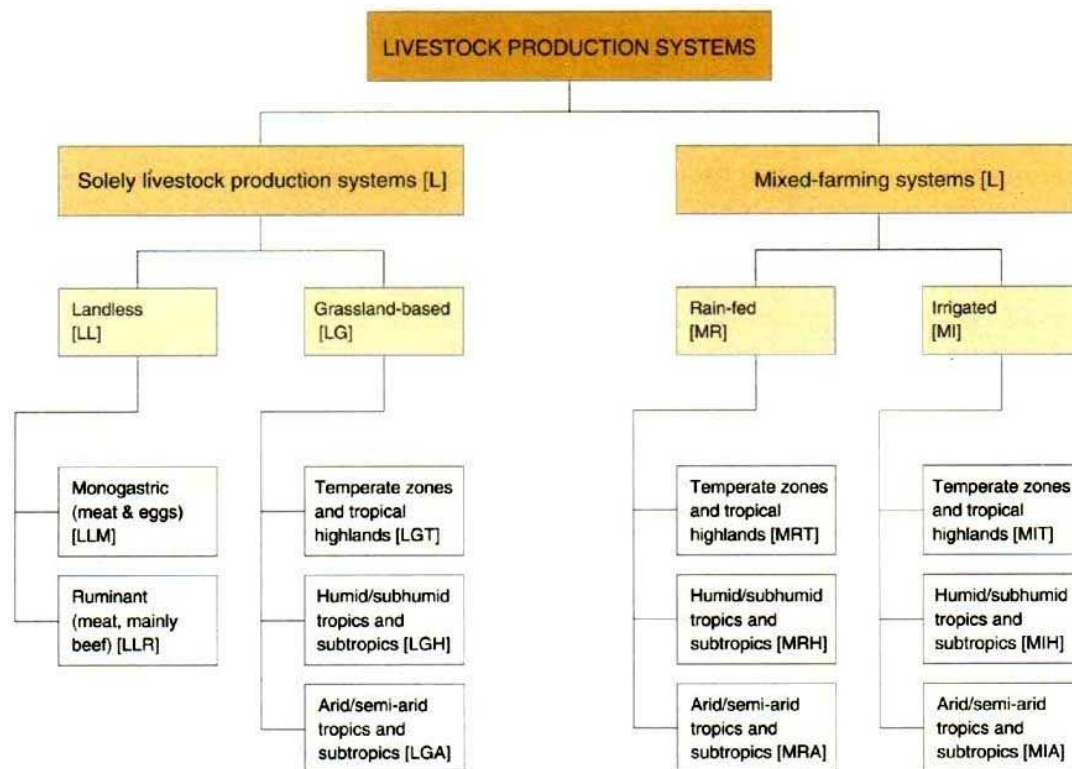 LIVESTOCK PRODUCTION SYSTEMS
Solely livestock production systems [L]
Mixed-farming systems [L]
Landless
[LL]
Grassland-based
[LG]
Rain-fed
[MR]
Irrigated
[MI]
Monogastric
(meat & eggs)
[LLM]
Ruminant
(meat, mainly
beef) [LLR]
Temperate zones
and tropical
highlands [LGT]
Humid/subhumid
tropics and
subtropics [LGH]
Arid/semi-arid
tropics and
subtropics [LGA]
Temperate zones
and tropical
highlands [MRT]
Humid/subhumid
tropics and
subtropics [MRH]
Arid/semi-arid
tropics and
subtropics [MRA]
Temperate zones
and tropical
highlands [MIT]
Humid/subhumid
tropics and
subtropics [MIH]
Arid/semi-arid
tropics and
subtropics [MIA]